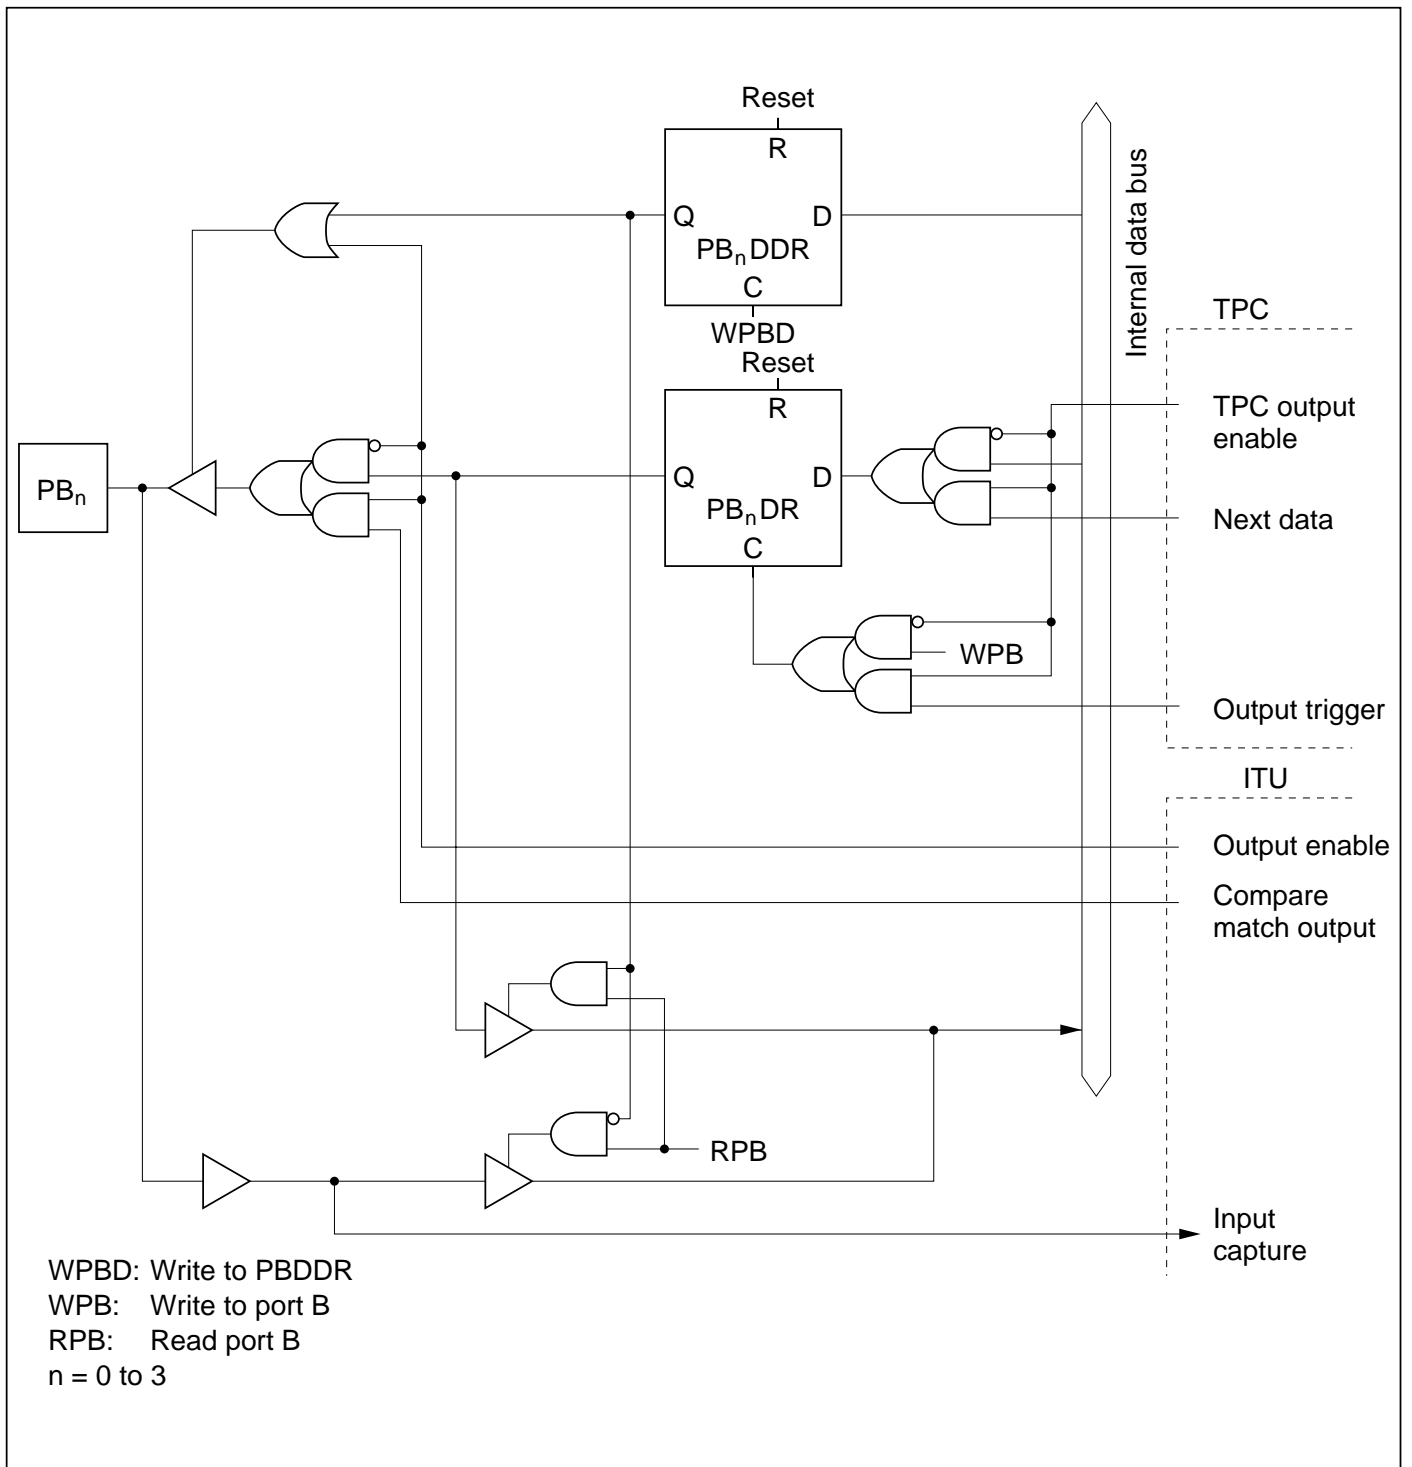 Reset
R
Q
D
PBnDDR
C
WPBD
Internal data bus
TPC
Reset
R
TPC output
enable
PBn
Q
D
PBnDR
C
Next data
WPB
Output trigger
ITU
Output enable
Compare
match output
RPB
Input
capture
WPBD: Write to PBDDR
WPB: Write to port B
RPB: Read port B
n = 0 to 3